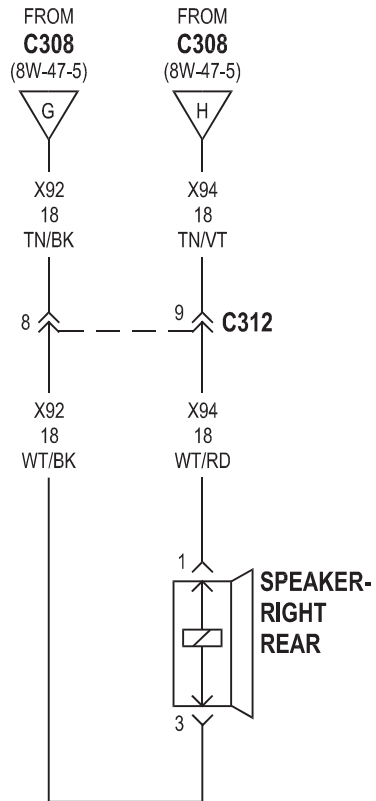 FROM
C308
(8W-47-5)
G
FROM
C308
(8W-47-5)
H
X92
18
TN/BK
X94
18
TN/VT
8
9
C312
X92
18
WT/BK
X94
18
WT/RD
1
SPEAKER-
RIGHT
REAR
3